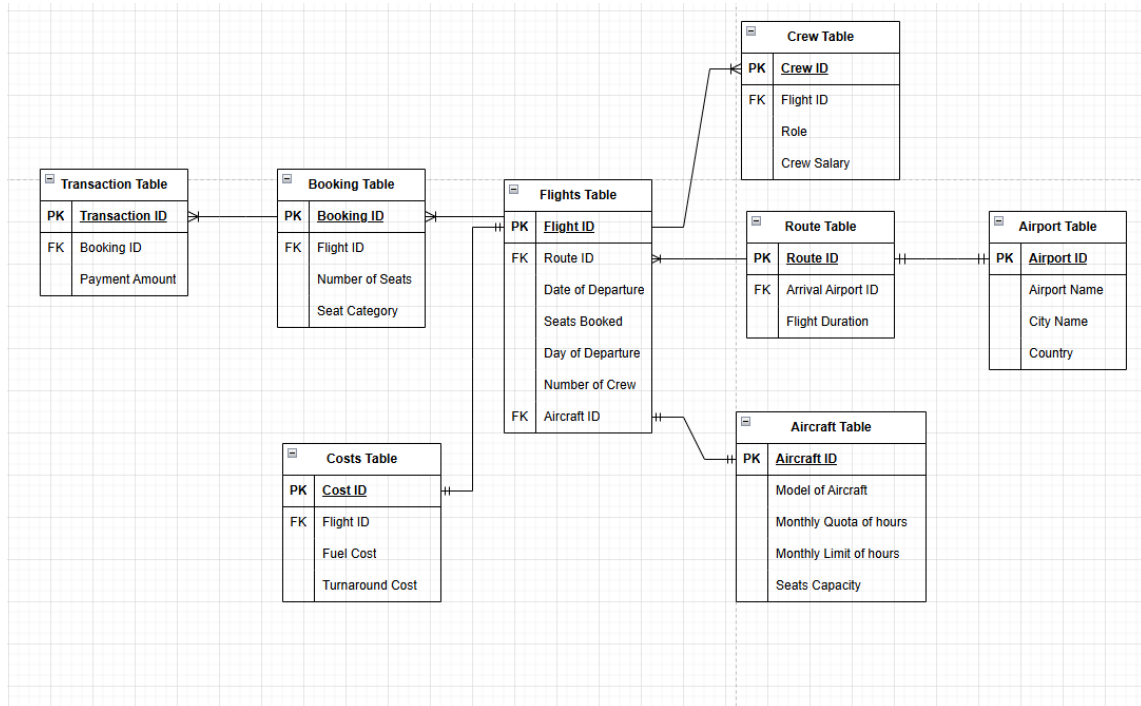 Crew Table
PK Crew ID
FK Flight ID
Role
Crew Salary
Transaction Table
PK Transaction ID
FK Booking ID
Payment Amount
Booking Table
PK Booking ID
FK Flight ID
Number of Seats
Seat Category
Flights Table
PK Flight ID
FK Route ID
Date of Departure
Seats Booked
Day of Departure
Number of Crew
FK Aircraft ID
Route Table
PK Route ID
FK Arrival Airport ID
Flight Duration
Airport Table
PK Airport ID
Airport Name
City Name
Country
Costs Table
PK Cost ID
FK Flight ID
Fuel Cost
Turnaround Cost
Aircraft Table
PK Aircraft ID
Model of Aircraft
Monthly Quota of hours
Monthly Limit of hours
Seats Capacity